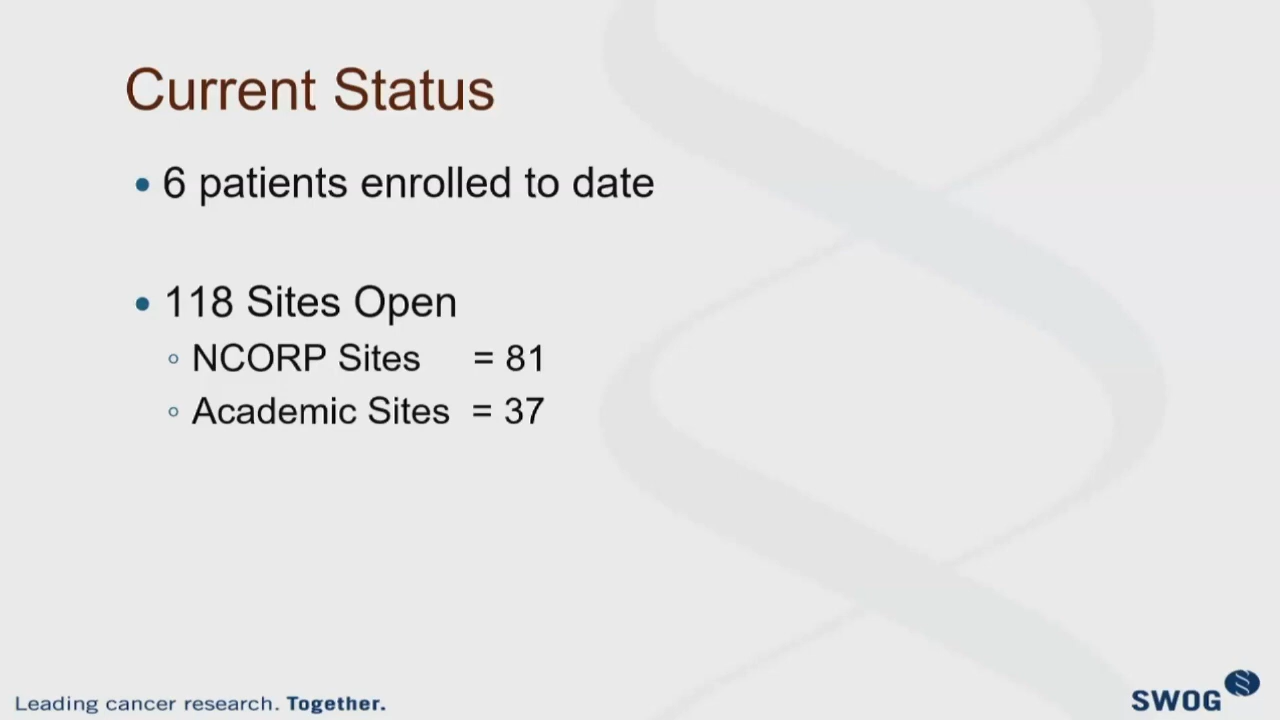 Current Status
• 6 patients enrolled to date
• 118 Sites Open
◦ NCORP Sites = 81
◦ Academic Sites = 37
Leading cancer research. Together.
SWOG